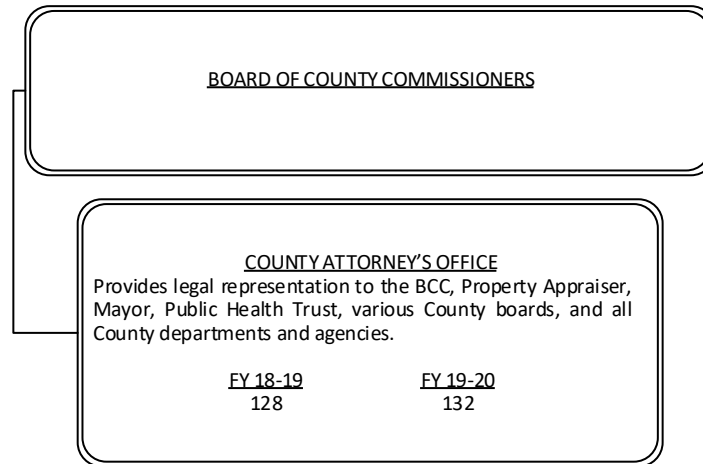 BOARD OF COUNTY COMMISSIONERS
COUNTY ATTORNEY'S OFFICE
Provides legal representation to the BCC, Property Appraiser,
Mayor, Public Health Trust, various County boards, and all
County departments and agencies.
FY 18-19 FY 19-20
128 132